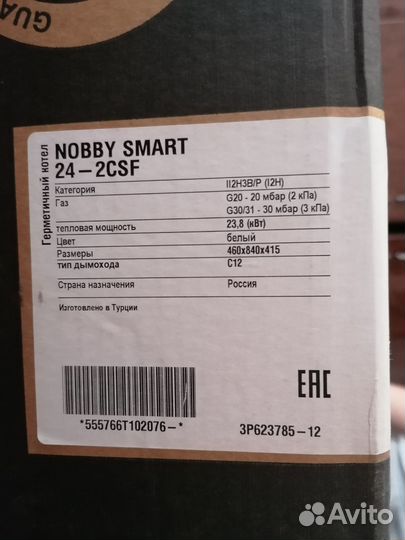 GUA
Герметичный котел
NOBBY SMART
24-2CSF
Категория II2H3B/P (I2H)
Газ G20 - 20 мбар (2 кПа)
G30/31 - 30 мбар (3 кПа)
тепловая мощность 23,8 (кВт)
Цвет белый
Размеры 460x840x415
тип дымохода C12
Страна назначения Россия
Изготовлено в Турции
*555766T102076-*
EAC
3P623785-12
Avito